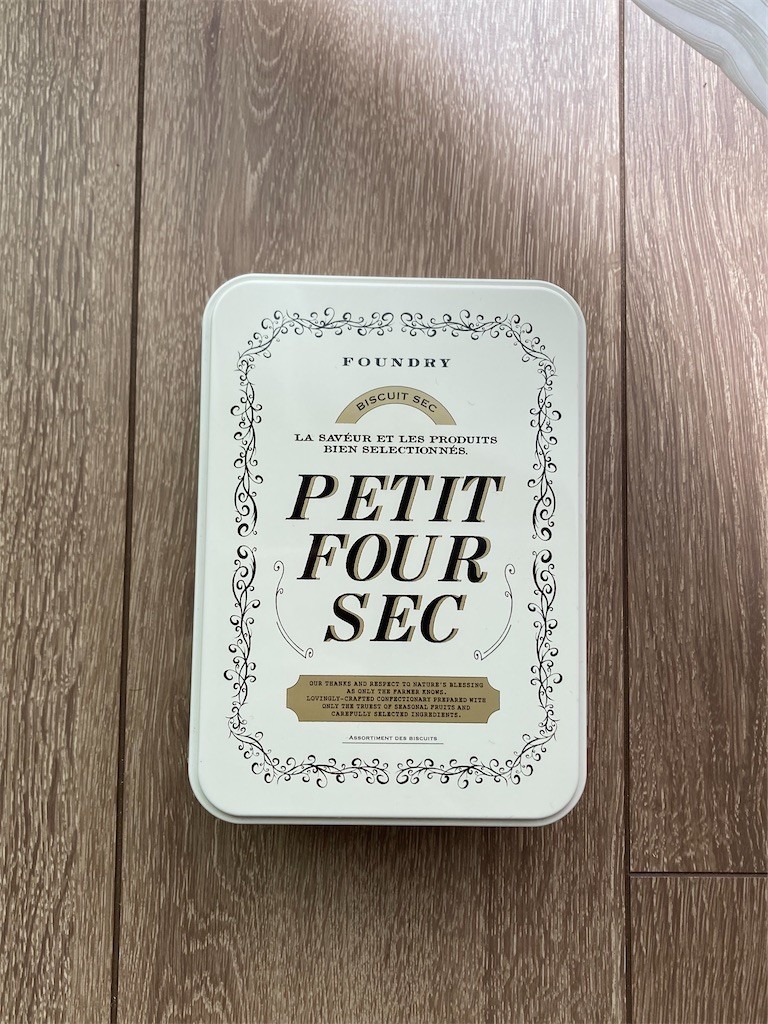 FOUNDRY
BISCUIT SEC
LA SAVÉUR ET LES PRODUITS
BIEN SELECTIONNÉS.
PETIT
FOUR
SEC
OUR THANKS AND RESPECT TO NATURE'S BLESSING
AS ONLY THE FARMER KNOWS.
LOVINGLY-CRAFTED CONFECTIONARY PREPARED WITH
ONLY THE TRUEST OF SEASONAL FRUITS AND
CAREFULLY SELECTED INGREDIENTS.
ASSORTIMENT DES BISCUITS